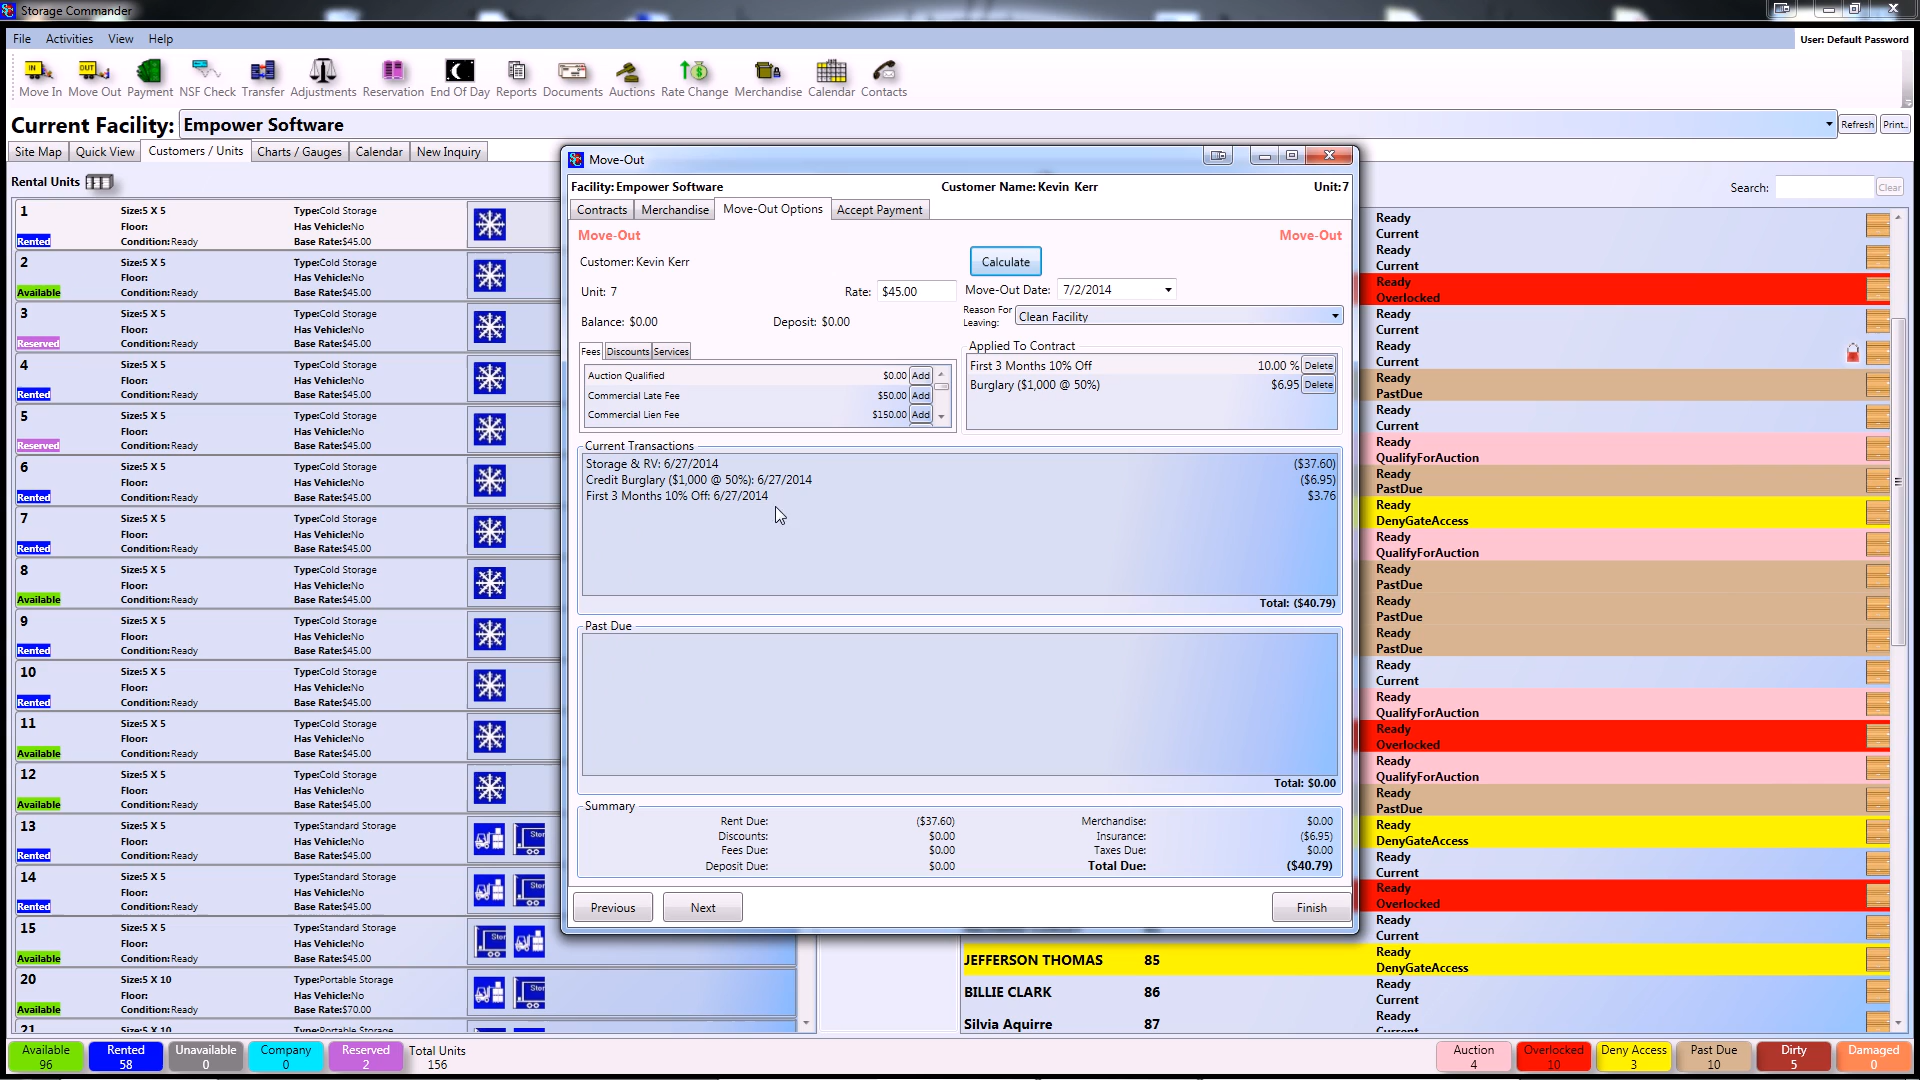 Storage Commander
File Activities View Help
User: Default Password
Move In Move Out Payment NSF Check Transfer Adjustments Reservation End Of Day Reports Documents Auctions Rate Change Merchandise Calendar Contacts
Current Facility: Empower Software
Refresh Print..
Site Map Quick View Customers / Units Charts / Gauges Calendar New Inquiry
Rental Units
Search: Clear
1 Size:5 X 5 Type:Cold Storage
Floor: Has Vehicle:No
Rented Condition:Ready Base Rate:$45.00
2 Size:5 X 5 Type:Cold Storage
Floor: Has Vehicle:No
Available Condition:Ready Base Rate:$45.00
3 Size:5 X 5 Type:Cold Storage
Floor: Has Vehicle:No
Reserved Condition:Ready Base Rate:$45.00
4 Size:5 X 5 Type:Cold Storage
Floor: Has Vehicle:No
Rented Condition:Ready Base Rate:$45.00
5 Size:5 X 5 Type:Cold Storage
Floor: Has Vehicle:No
Reserved Condition:Ready Base Rate:$45.00
6 Size:5 X 5 Type:Cold Storage
Floor: Has Vehicle:No
Rented Condition:Ready Base Rate:$45.00
7 Size:5 X 5 Type:Cold Storage
Floor: Has Vehicle:No
Rented Condition:Ready Base Rate:$45.00
8 Size:5 X 5 Type:Cold Storage
Floor: Has Vehicle:No
Available Condition:Ready Base Rate:$45.00
9 Size:5 X 5 Type:Cold Storage
Floor: Has Vehicle:No
Rented Condition:Ready Base Rate:$45.00
10 Size:5 X 5 Type:Cold Storage
Floor: Has Vehicle:No
Rented Condition:Ready Base Rate:$45.00
11 Size:5 X 5 Type:Cold Storage
Floor: Has Vehicle:No
Available Condition:Ready Base Rate:$45.00
12 Size:5 X 5 Type:Cold Storage
Floor: Has Vehicle:No
Available Condition:Ready Base Rate:$45.00
13 Size:5 X 5 Type:Standard Storage
Floor: Has Vehicle:No
Rented Condition:Ready Base Rate:$45.00
14 Size:5 X 5 Type:Standard Storage
Floor: Has Vehicle:No
Rented Condition:Ready Base Rate:$45.00
15 Size:5 X 5 Type:Standard Storage
Floor: Has Vehicle:No
Available Condition:Ready Base Rate:$45.00
20 Size:5 X 10 Type:Portable Storage
Floor: Has Vehicle:No
Available Condition:Ready Base Rate:$70.00
21 Size:5 X 10 Type:Portable Storage
Move-Out
Facility: Empower Software Customer Name: Kevin Kerr Unit:7
Contracts Merchandise Move-Out Options Accept Payment
Move-Out Move-Out
Customer: Kevin Kerr Calculate
Unit: 7 Rate: $45.00 Move-Out Date: 7/2/2014
Balance: $0.00 Deposit: $0.00 Reason For Leaving: Clean Facility
Fees Discounts Services
Auction Qualified $0.00 Add
Commercial Late Fee $50.00 Add
Commercial Lien Fee $150.00 Add
Applied To Contract
First 3 Months 10% Off 10.00 % Delete
Burglary ($1,000 @ 50%) $6.95 Delete
Current Transactions
Storage & RV: 6/27/2014 ($37.60)
Credit Burglary ($1,000 @ 50%): 6/27/2014 ($6.95)
First 3 Months 10% Off: 6/27/2014 $3.76
Total: ($40.79)
Past Due
Total: $0.00
Summary
Rent Due: ($37.60) Merchandise: $0.00
Discounts: $0.00 Insurance: ($6.95)
Fees Due: $0.00 Taxes Due: $0.00
Deposit Due: $0.00 Total Due: ($40.79)
Previous Next Finish
Ready
Current
Ready
Current
Ready
Overlocked
Ready
Current
Ready
Current
Ready
PastDue
Ready
Current
Ready
QualifyForAuction
Ready
PastDue
Ready
DenyGateAccess
Ready
QualifyForAuction
Ready
PastDue
Ready
PastDue
Ready
PastDue
Ready
Current
Ready
QualifyForAuction
Ready
Overlocked
Ready
QualifyForAuction
Ready
PastDue
Ready
DenyGateAccess
Ready
Current
Ready
Overlocked
Ready
Current
JEFFERSON THOMAS 85 Ready
DenyGateAccess
BILLIE CLARK 86 Ready
Current
Silvia Aquirre 87 Ready
Current
Available 96
Rented 58
Unavailable 0
Company 0
Reserved 2
Total Units 156
Auction 4
Overlocked 10
Deny Access 3
Past Due 10
Dirty 5
Damaged 0